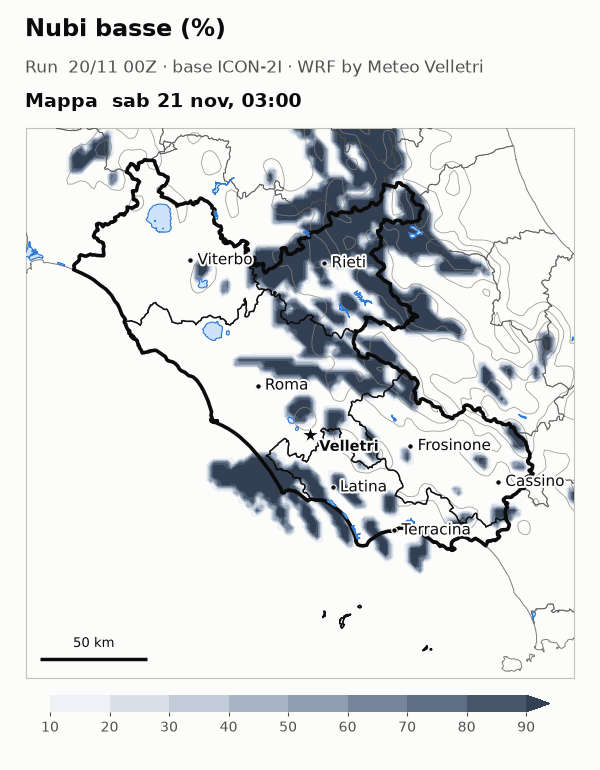 Nubi basse (%)
Run  20/11 00Z · base ICON-2I · WRF by Meteo Velletri
Mappa  sab 21 nov, 03:00
Viterbo
Rieti
Roma
Velletri
Frosinone
Latina
Cassino
Terracina
50 km
10 20 30 40 50 60 70 80 90